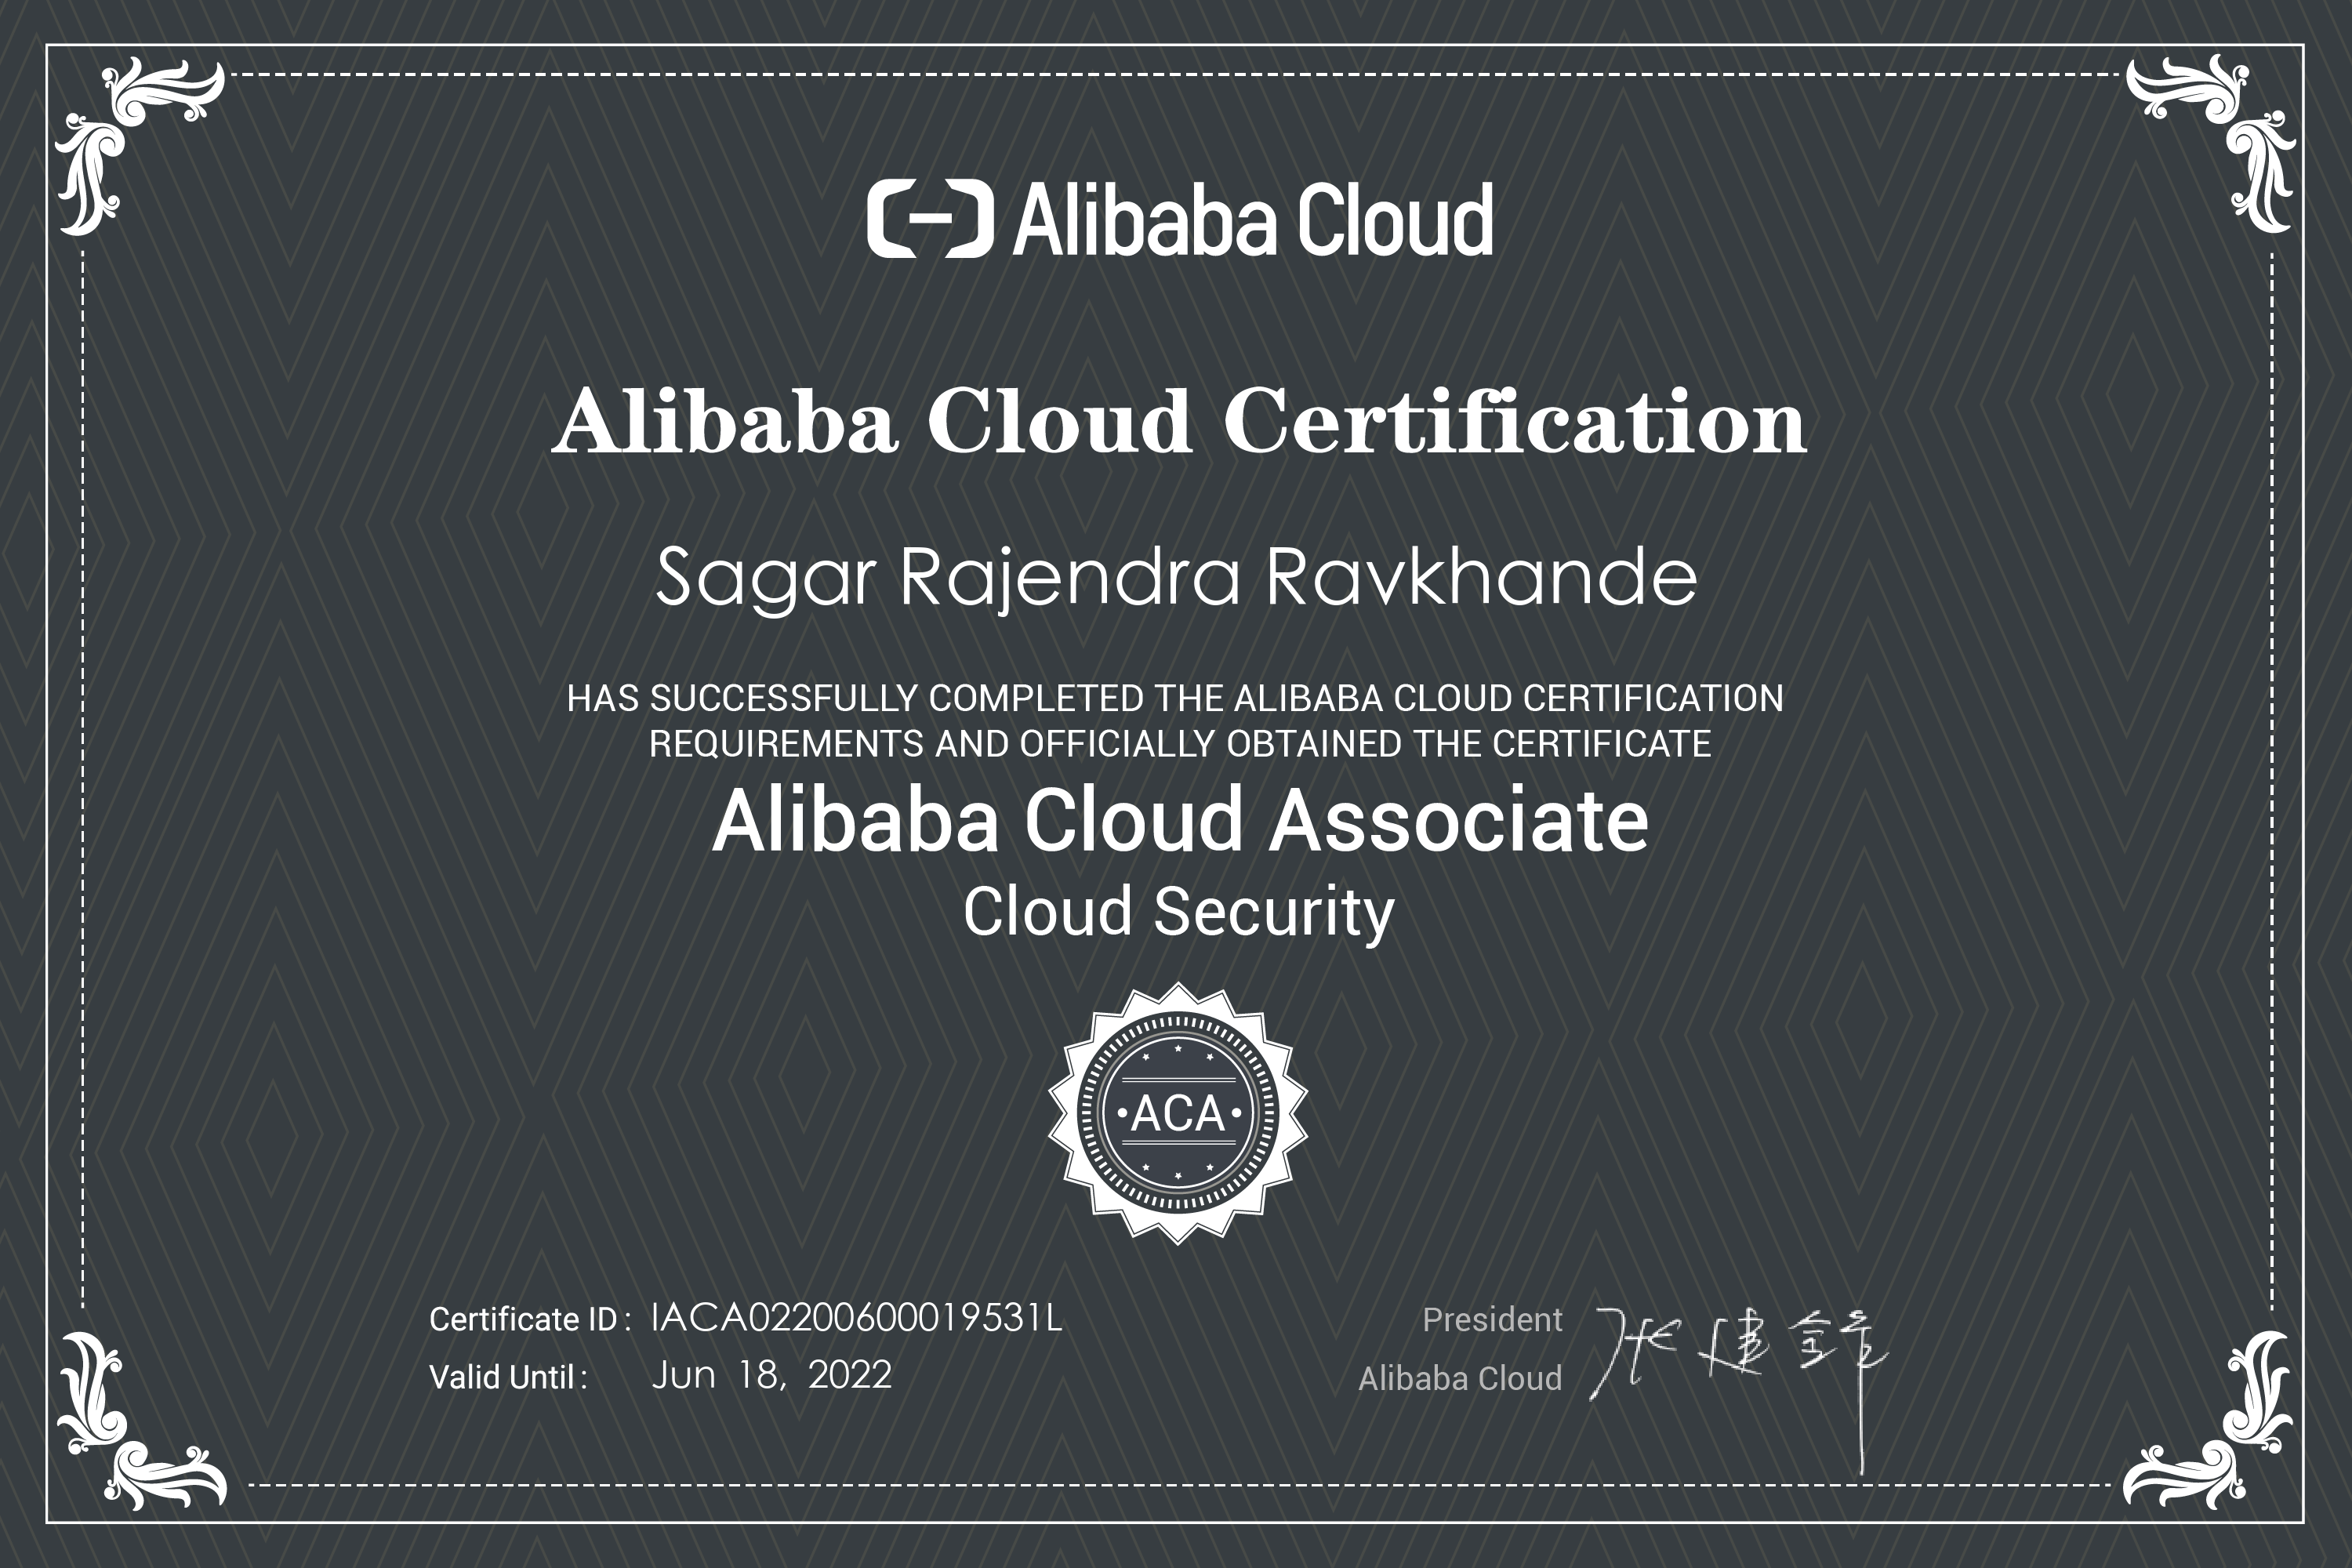 Alibaba Cloud
Alibaba Cloud Certification
Sagar Rajendra Ravkhande
HAS SUCCESSFULLY COMPLETED THE ALIBABA CLOUD CERTIFICATION
REQUIREMENTS AND OFFICIALLY OBTAINED THE CERTIFICATE
Alibaba Cloud Associate
Cloud Security
•ACA•
Certificate ID : IACA02200600019531L
Valid Until : Jun 18, 2022
President
Alibaba Cloud
张建锋